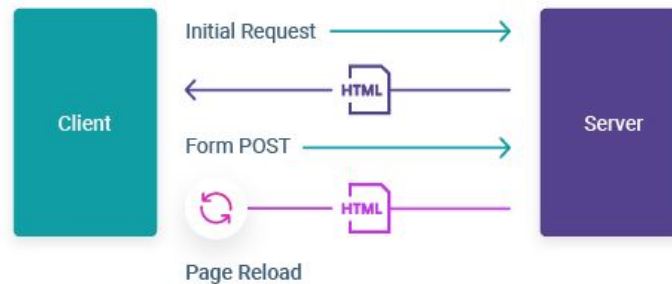 Initial Request
HTML
Client
Server
Form POST
HTML
Page Reload